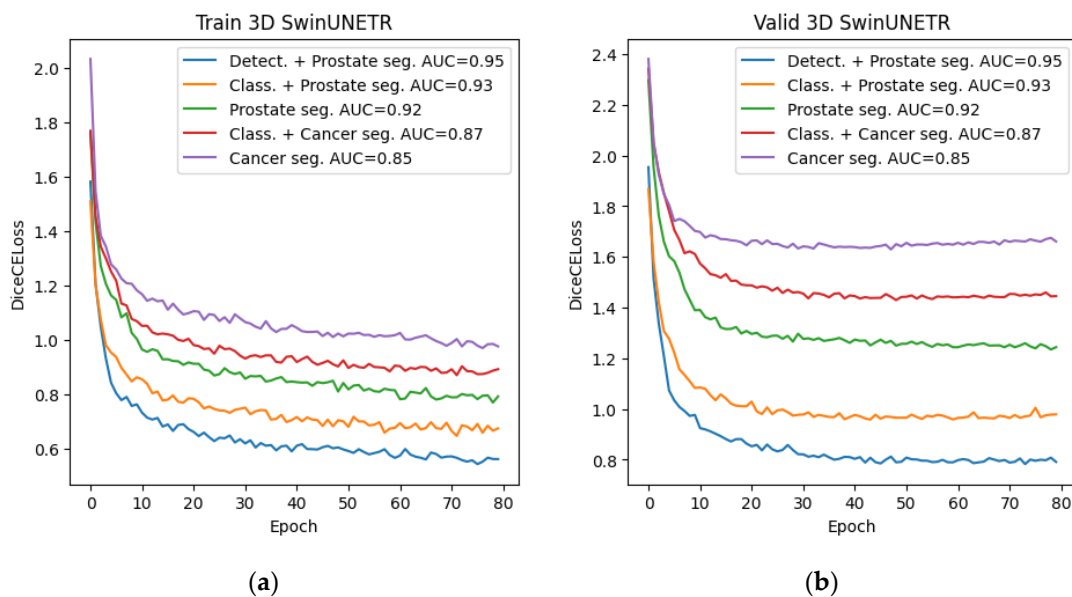 Train 3D SwinUNETR
DiceCELoss
2.0
1.8
1.6
1.4
1.2
1.0
0.8
0.6
Detect. + Prostate seg. AUC=0.95
Class. + Prostate seg. AUC=0.93
Prostate seg. AUC=0.92
Class. + Cancer seg. AUC=0.87
Cancer seg. AUC=0.85
0 10 20 30 40 50 60 70 80
Epoch
(a)
Valid 3D SwinUNETR
DiceCELoss
2.4
2.2
2.0
1.8
1.6
1.4
1.2
1.0
0.8
Detect. + Prostate seg. AUC=0.95
Class. + Prostate seg. AUC=0.93
Prostate seg. AUC=0.92
Class. + Cancer seg. AUC=0.87
Cancer seg. AUC=0.85
0 10 20 30 40 50 60 70 80
Epoch
(b)